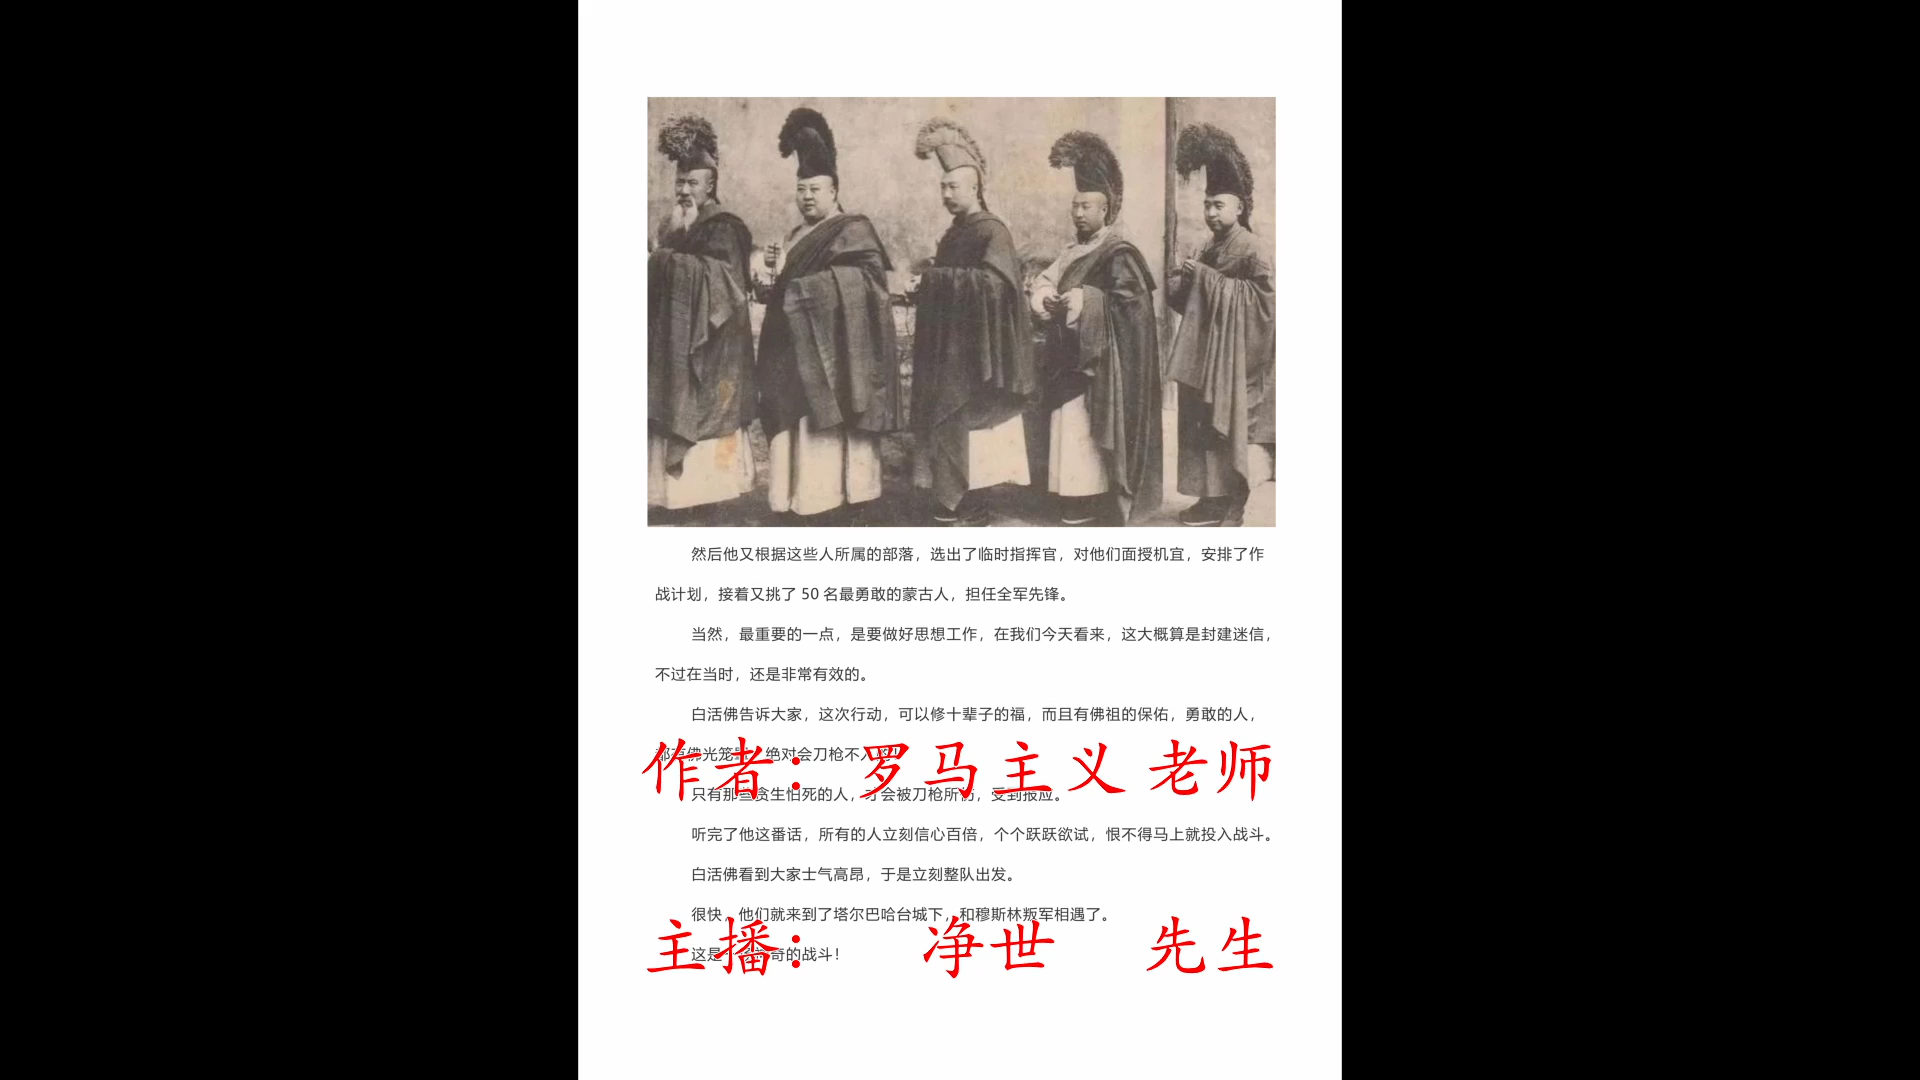 然后他又根据这些人所属的部落，选出了临时指挥官，对他们面授机宜，安排了作
战计划，接着又挑了 50 名最勇敢的蒙古人，担任全军先锋。
当然，最重要的一点，是要做好思想工作，在我们今天看来，这大概算是封建迷信，
不过在当时，还是非常有效的。
白活佛告诉大家，这次行动，可以修十辈子的福，而且有佛祖的保佑，勇敢的人，
佛光笼 绝对会刀枪不入
作者：罗马主义 老师
只有那些贪生怕死的人，才会被刀枪所伤，受到报应。
听完了他这番话，所有的人立刻信心百倍，个个跃跃欲试，恨不得马上就投入战斗。
白活佛看到大家士气高昂，于是立刻整队出发。
很快，他们就来到了塔尔巴哈台城下，和穆斯林叛军相遇了。
主播： 净世 先生
这是 奇的战斗！